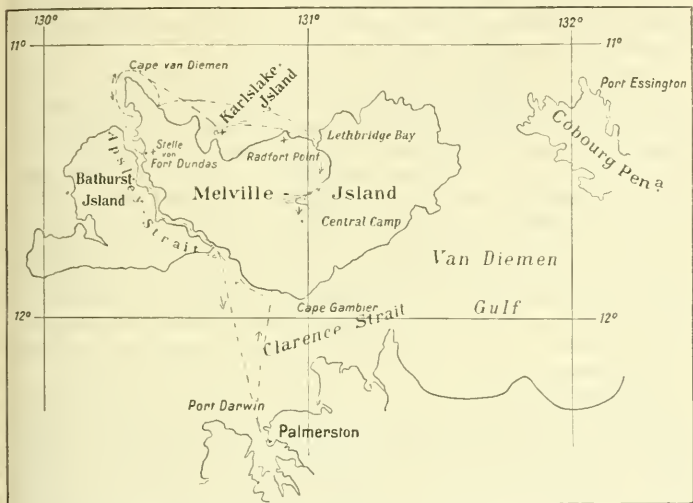 130°
131°
132°
11°
11°
Cape van Diemen
Karlslake-
Jsland
Port Essington
Cobourg Pen.a
Lethbridge Bay
+ Stelle
von
Fort Dundas
Radfort Point
Bathurst
Jsland
Apsley-Strait
Melville - Jsland
Central Camp
Van Diemen
Gulf
12°
12°
Cape Gambier
Clarence Strait
Port Darwin
Palmerston